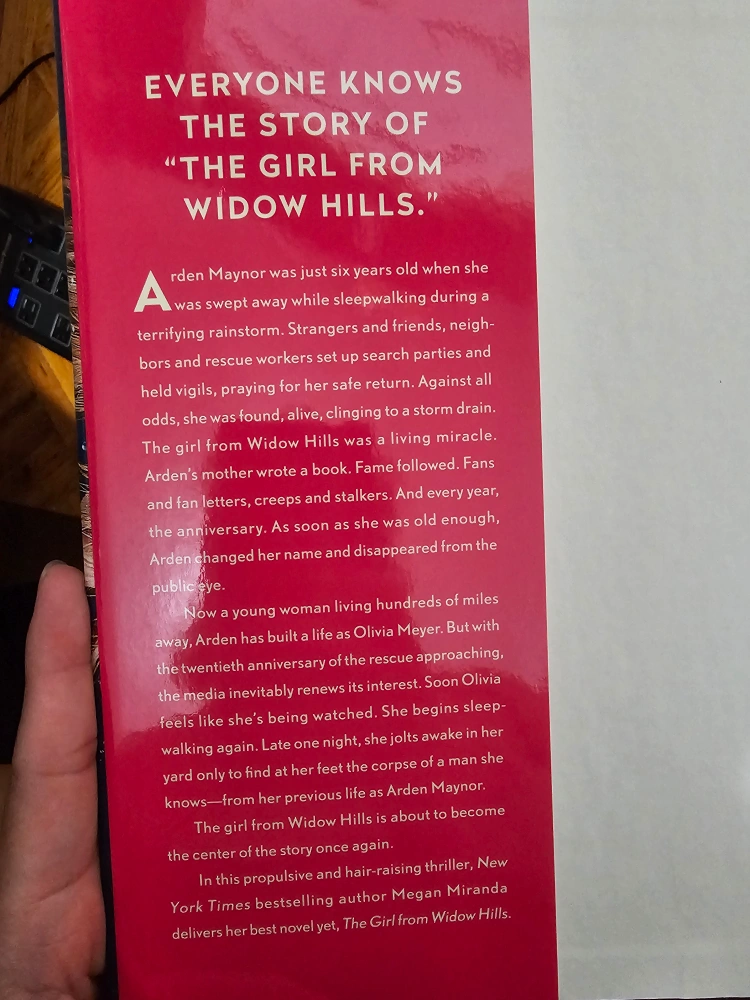 EVERYONE KNOWS
THE STORY OF
“THE GIRL FROM
WIDOW HILLS.”
Arden Maynor was just six years old when she
was swept away while sleepwalking during a
terrifying rainstorm. Strangers and friends, neigh-
bors and rescue workers set up search parties and
held vigils, praying for her safe return. Against all
odds, she was found, alive, clinging to a storm drain.
The girl from Widow Hills was a living miracle.
Arden’s mother wrote a book. Fame followed. Fans
and fan letters, creeps and stalkers. And every year,
the anniversary. As soon as she was old enough,
Arden changed her name and disappeared from the
public eye.
Now a young woman living hundreds of miles
away, Arden has built a life as Olivia Meyer. But with
the twentieth anniversary of the rescue approaching,
the media inevitably renews its interest. Soon Olivia
feels like she’s being watched. She begins sleep-
walking again. Late one night, she jolts awake in her
yard only to find at her feet the corpse of a man she
knows—from her previous life as Arden Maynor.
The girl from Widow Hills is about to become
the center of the story once again.
In this propulsive and hair-raising thriller, New
York Times bestselling author Megan Miranda
delivers her best novel yet, The Girl from Widow Hills.